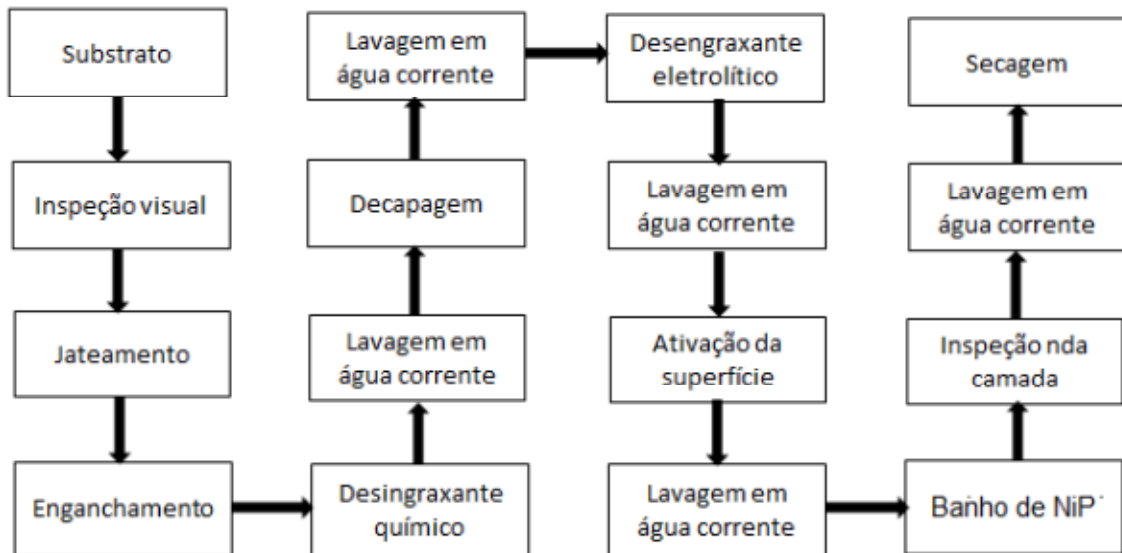 Substrato
Inspeção visual
Jateamento
Enganchamento
Desingraxante
químico
Lavagem em
água corrente
Decapagem
Lavagem em
água corrente
Desengraxante
eletrolítico
Lavagem em
água corrente
Ativação da
superfície
Lavagem em
água corrente
Banho de NiP
Inspeção nda
camada
Lavagem em
água corrente
Secagem